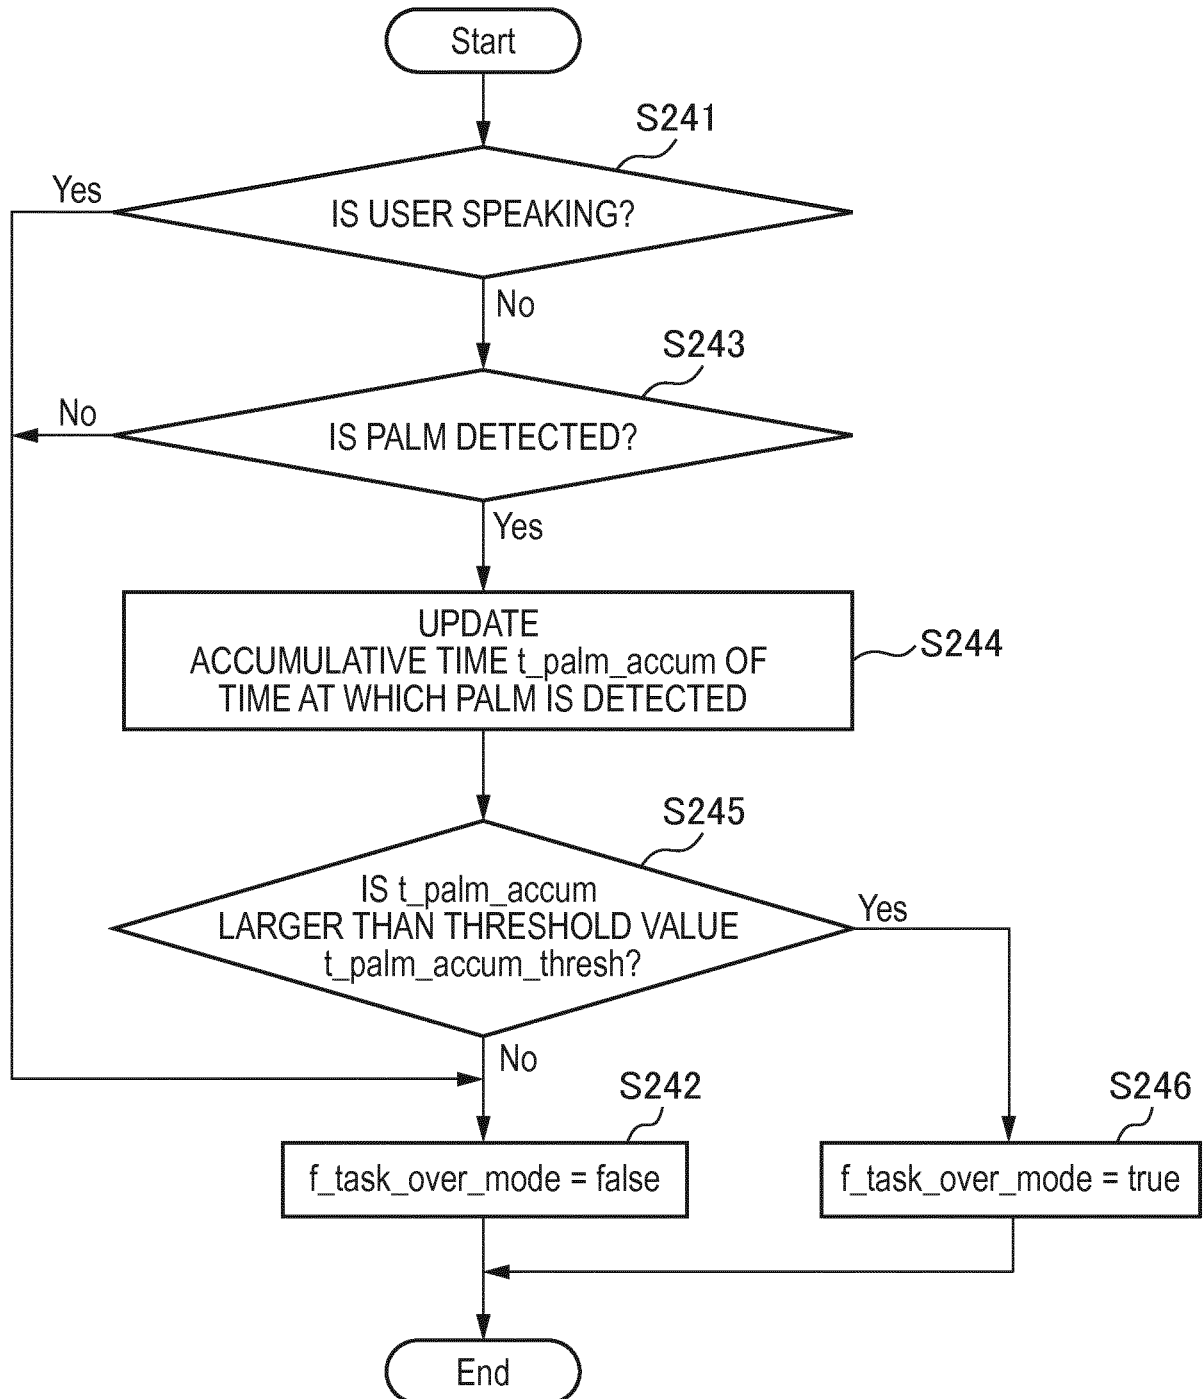 Start
S241
Yes
IS USER SPEAKING?
No
S243
No
IS PALM DETECTED?
Yes
UPDATE
ACCUMULATIVE TIME t_palm_accum OF
TIME AT WHICH PALM IS DETECTED
S244
S245
IS t_palm_accum
LARGER THAN THRESHOLD VALUE
t_palm_accum_thresh?
Yes
No
S242
S246
f_task_over_mode = false
f_task_over_mode = true
End